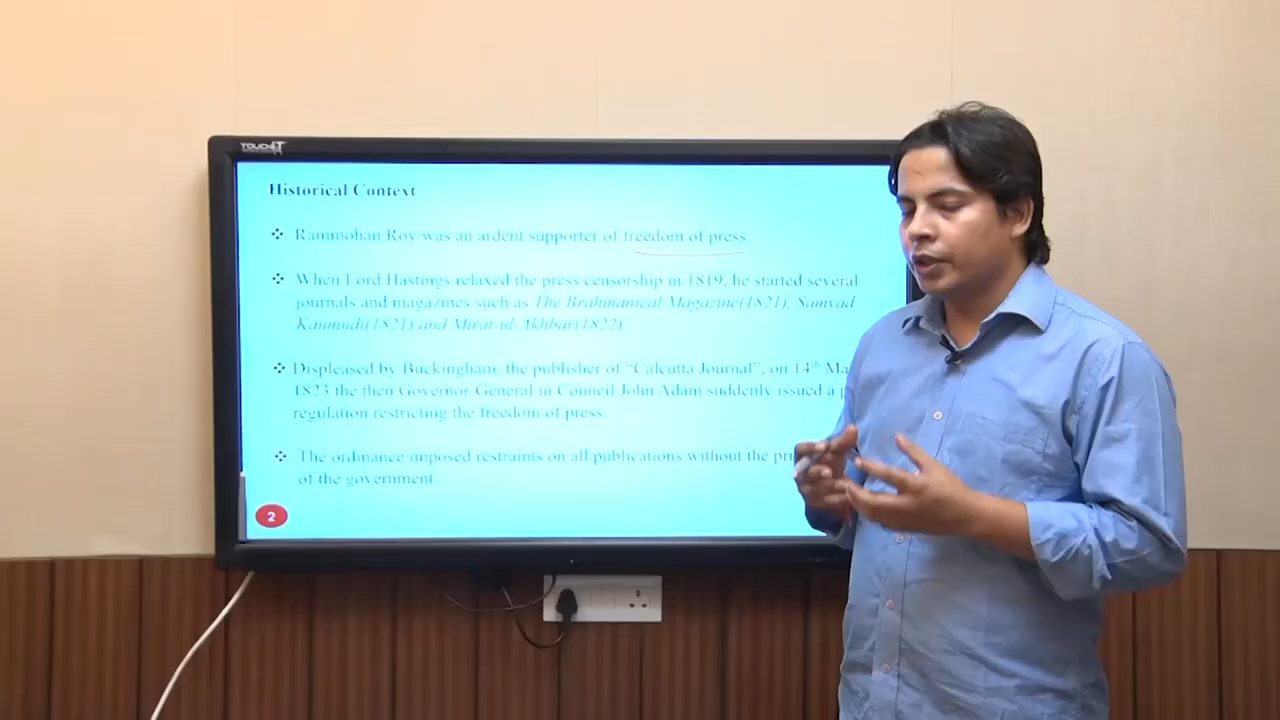 TOUCHIT
Historical Context
❖ Rammohan Roy was an ardent supporter of freedom of press.
❖ When Lord Hastings relaxed the press censorship in 1819, he started several
journals and magazines such as The Brahmanical Magazine(1821), Samvad
Kaumudi(1821) and Mirat-ul-Akhbar(1822).
❖ Displeased by Buckingham, the publisher of “Calcutta Journal”, on 14th
1823 the then Governor-General in Council John Adam suddenly issued a
regulation restricting the freedom of press.
❖ The ordinance imposed restraints on all publications without the
of the government.
2